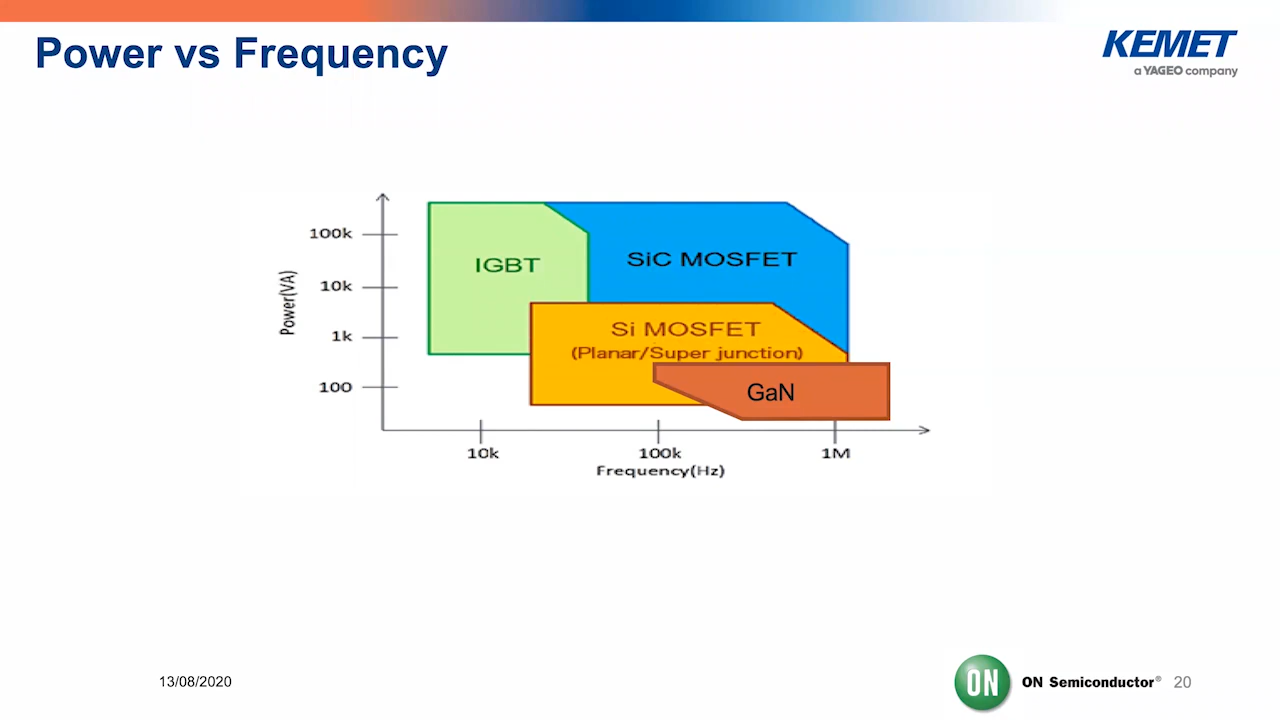 Power vs Frequency
KEMET
a YAGEO company
100k
10k
1k
100
Power(VA)
IGBT
SiC MOSFET
Si MOSFET
(Planar/Super junction)
GaN
10k
100k
1M
Frequency(Hz)
13/08/2020
ON
ON Semiconductor®
20